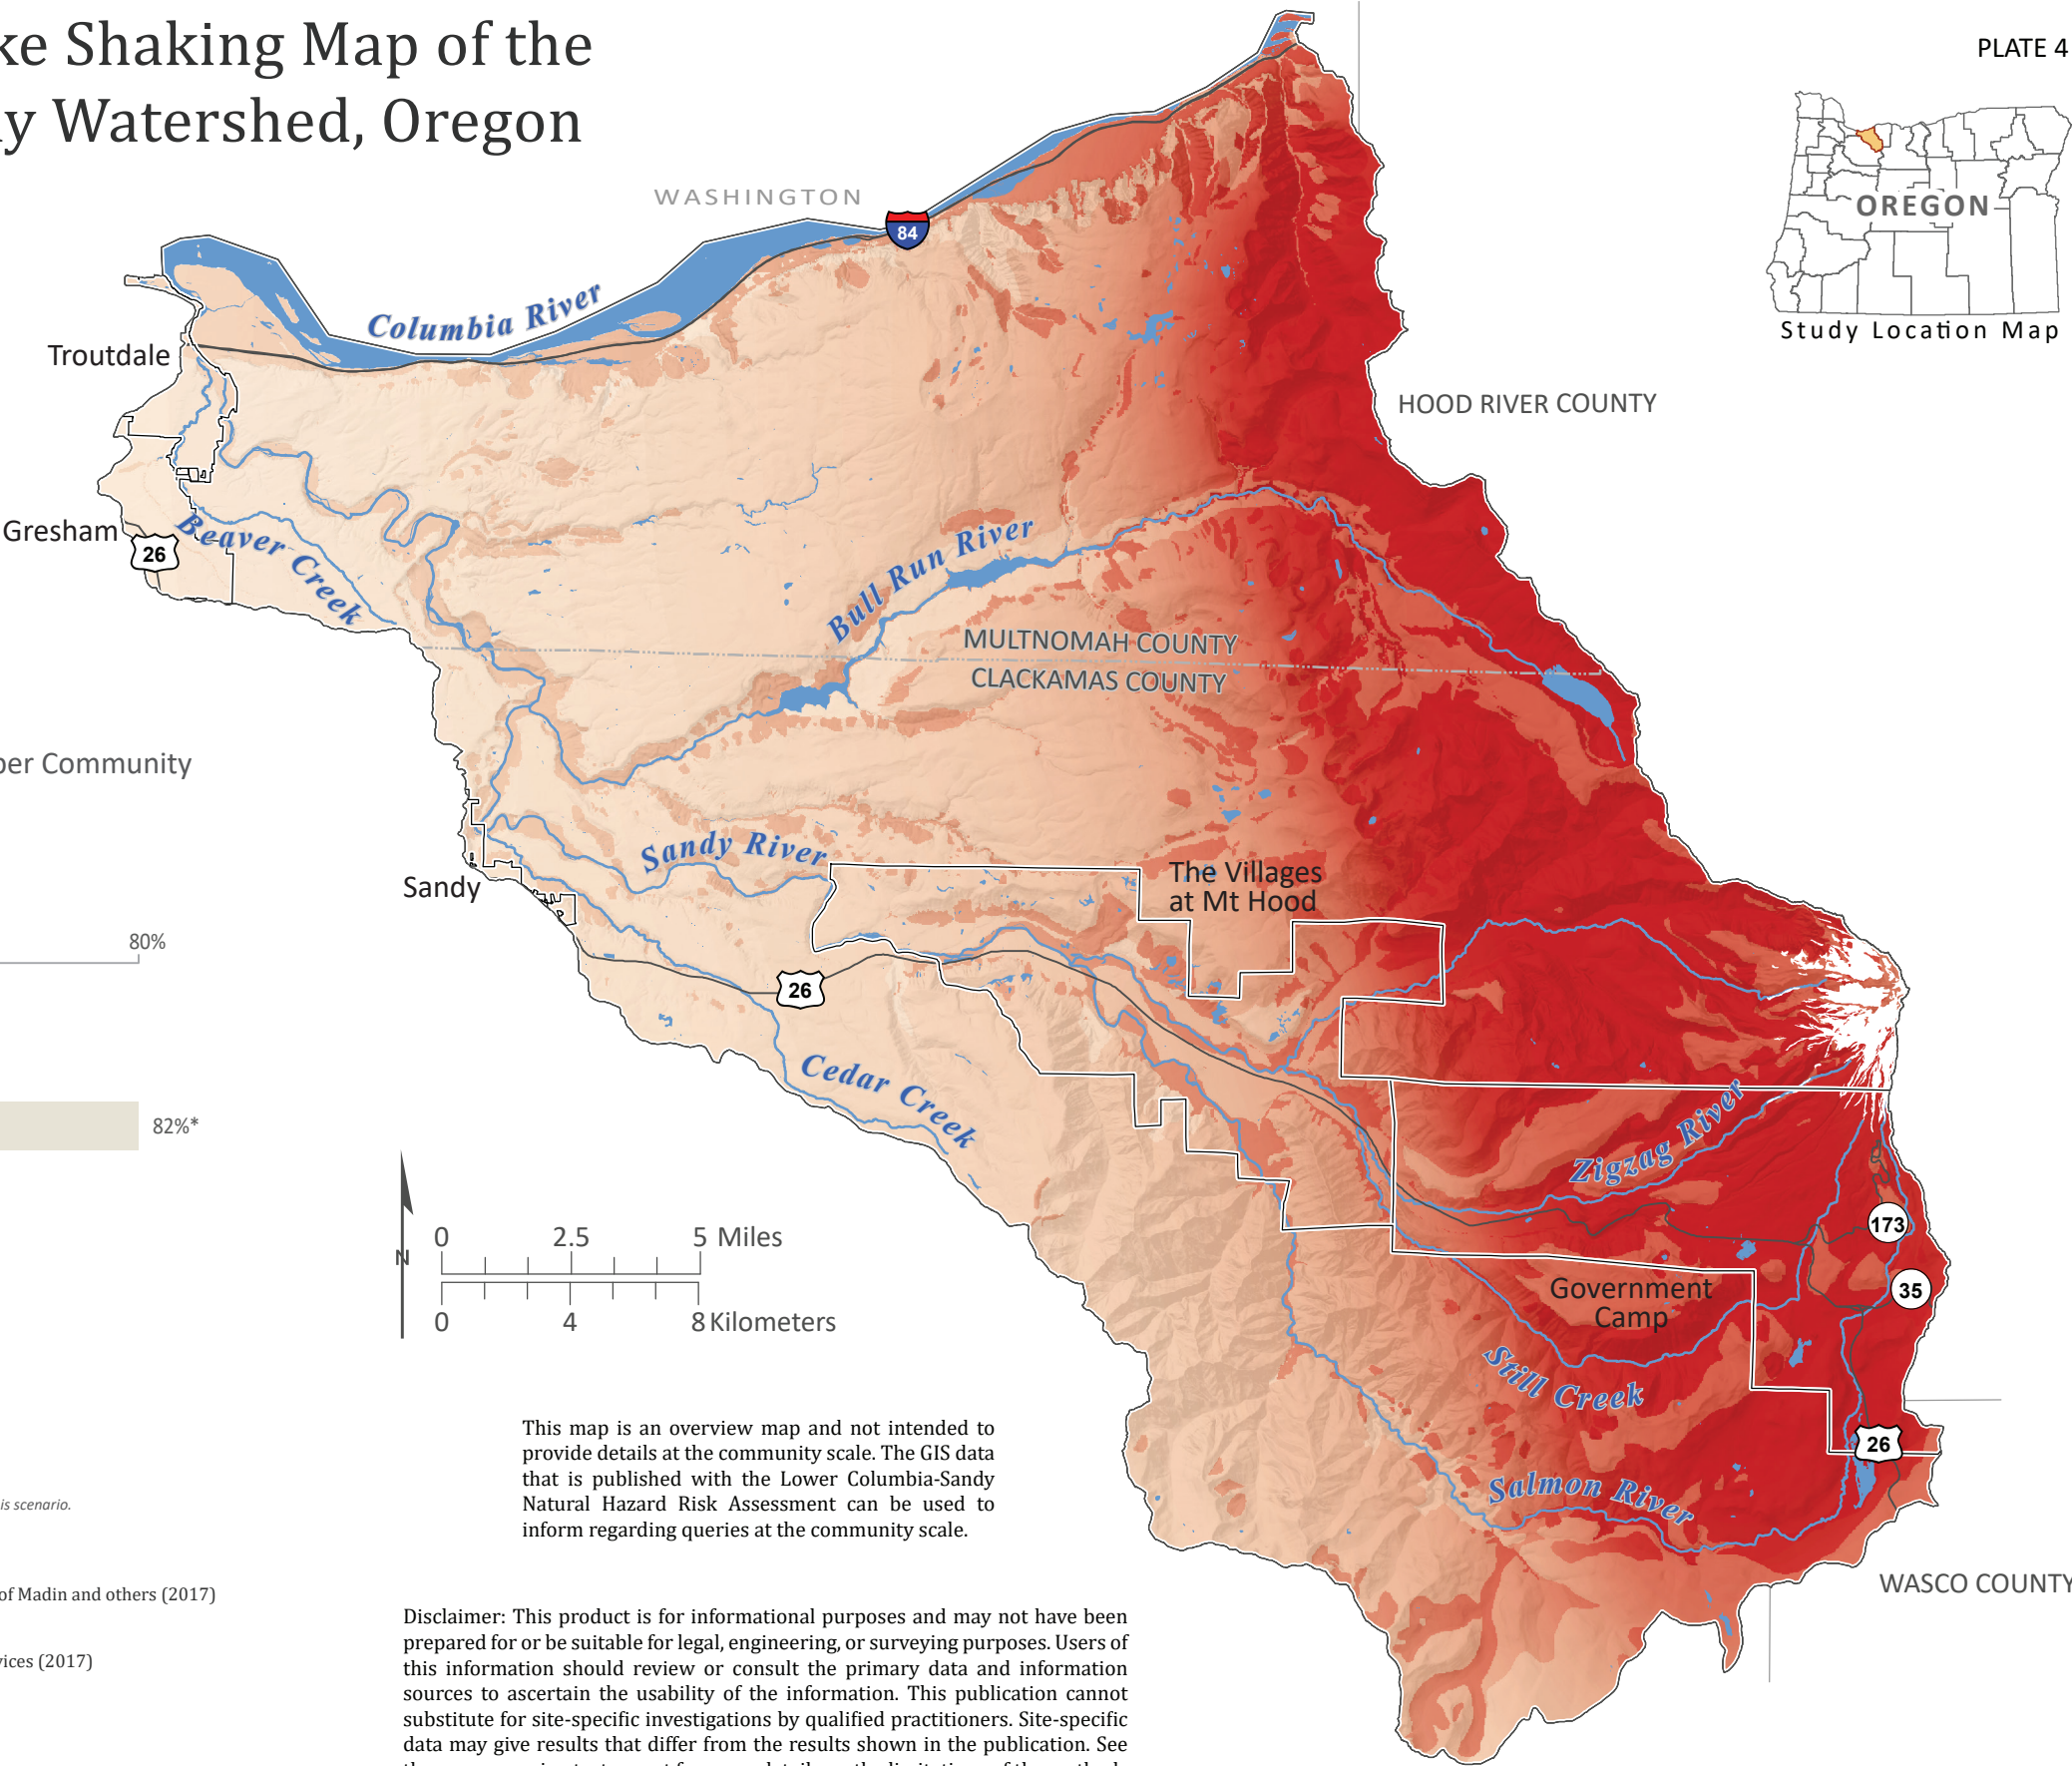 ke Shaking Map of the
y Watershed, Oregon
PLATE 4
OREGON
Study Location Map
WASHINGTON
84
Columbia River
Troutdale
HOOD RIVER COUNTY
Gresham
26
Beaver Creek
Bull Run River
MULTNOMAH COUNTY
CLACKAMAS COUNTY
per Community
Sandy River
The Villages
at Mt Hood
Sandy
80%
26
Cedar Creek
82%*
Zigzag River
173
N
0 2.5 5 Miles
0 4 8 Kilometers
Government
Camp
35
Still Creek
26
Salmon River
This map is an overview map and not intended to
provide details at the community scale. The GIS data
that is published with the Lower Columbia-Sandy
Natural Hazard Risk Assessment can be used to
inform regarding queries at the community scale.
is scenario.
WASCO COUNTY
of Madin and others (2017)
vices (2017)
Disclaimer: This product is for informational purposes and may not have been
prepared for or be suitable for legal, engineering, or surveying purposes. Users of
this information should review or consult the primary data and information
sources to ascertain the usability of the information. This publication cannot
substitute for site-specific investigations by qualified practitioners. Site-specific
data may give results that differ from the results shown in the publication. See